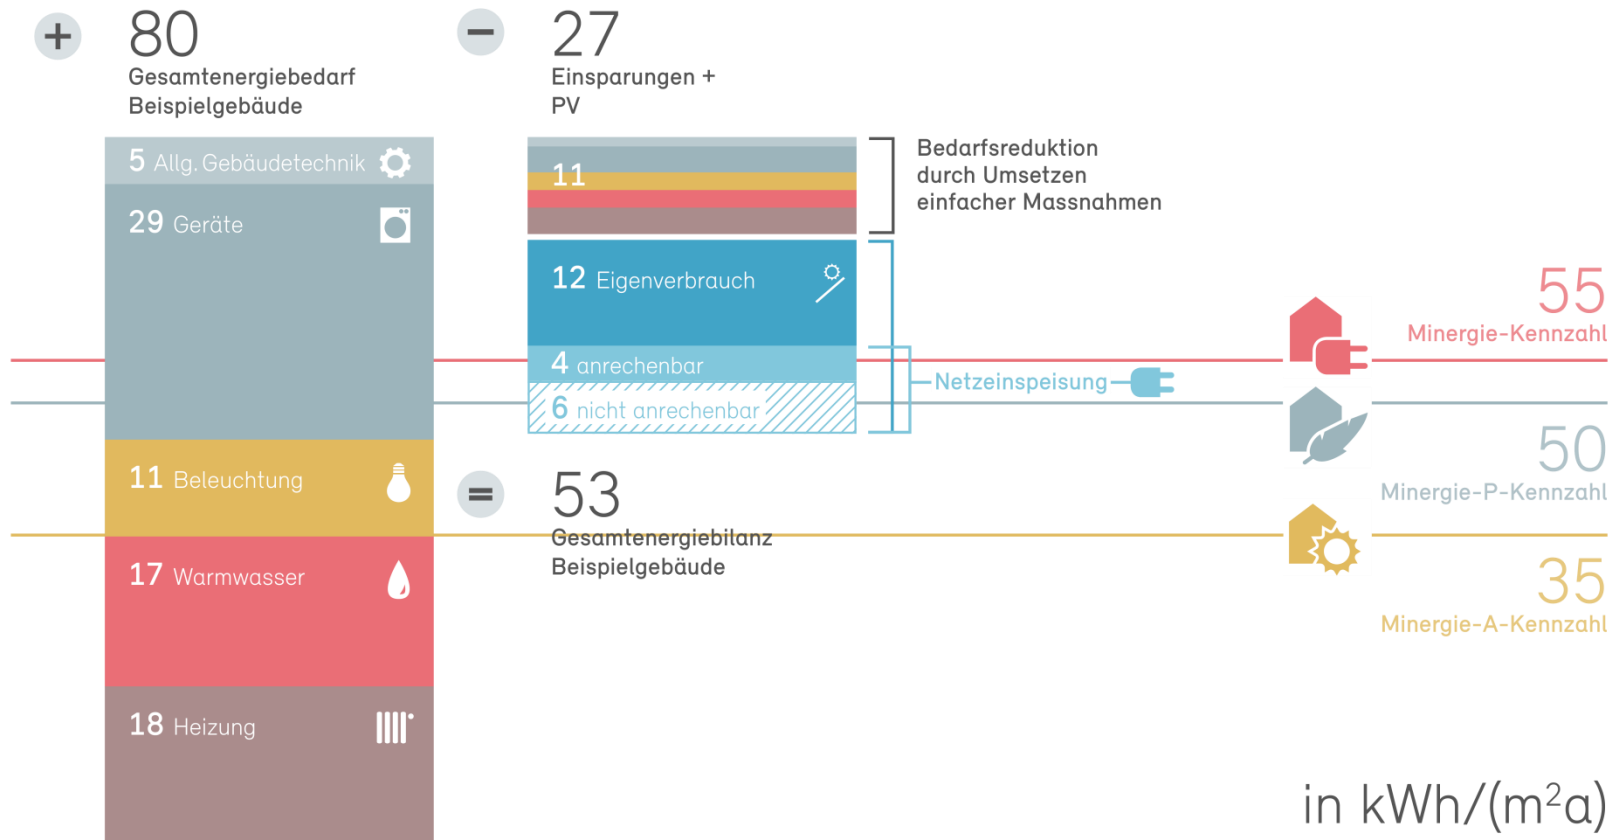 80
Gesamtenergiebedarf
Beispielgebäude
5 Allg. Gebäudetechnik
29 Geräte
11 Beleuchtung
17 Warmwasser
18 Heizung
27
Einsparungen +
PV
11
Bedarfsreduktion
durch Umsetzen
einfacher Massnahmen
12 Eigenverbrauch
4 anrechenbar
6 nicht anrechenbar
Netzeinspeisung
53
Gesamtenergiebilanz
Beispielgebäude
55
Minergie-Kennzahl
50
Minergie-P-Kennzahl
35
Minergie-A-Kennzahl
in kWh/(m²a)